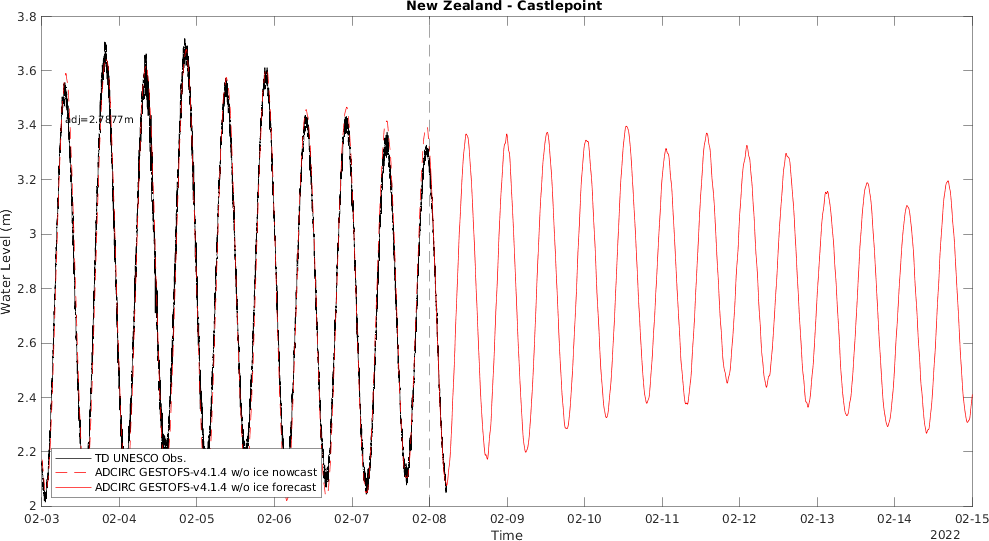 New Zealand - Castlepoint
Water Level (m)
3.8
3.6
3.4
3.2
3
2.8
2.6
2.4
2.2
2
adj=2.7877m
TD UNESCO Obs.
ADCIRC GESTOFS-v4.1.4 w/o ice nowcast
ADCIRC GESTOFS-v4.1.4 w/o ice forecast
02-03 02-04 02-05 02-06 02-07 02-08 02-09 02-10 02-11 02-12 02-13 02-14 02-15
Time
2022